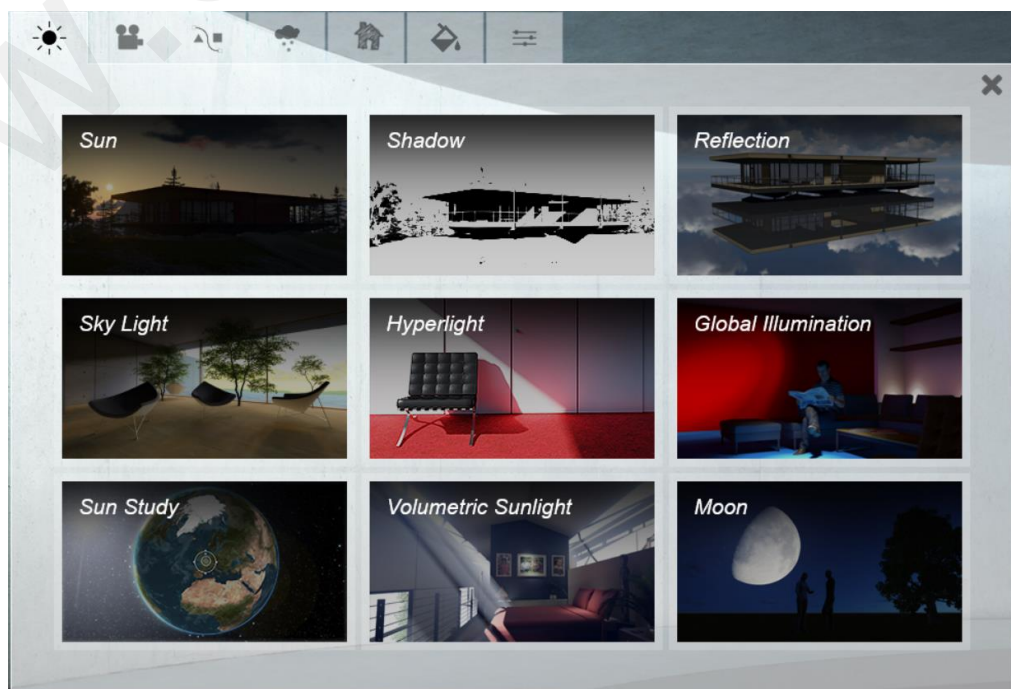 Sun
Shadow
Reflection
Sky Light
Hyperlight
Global Illumination
Sun Study
Volumetric Sunlight
Moon